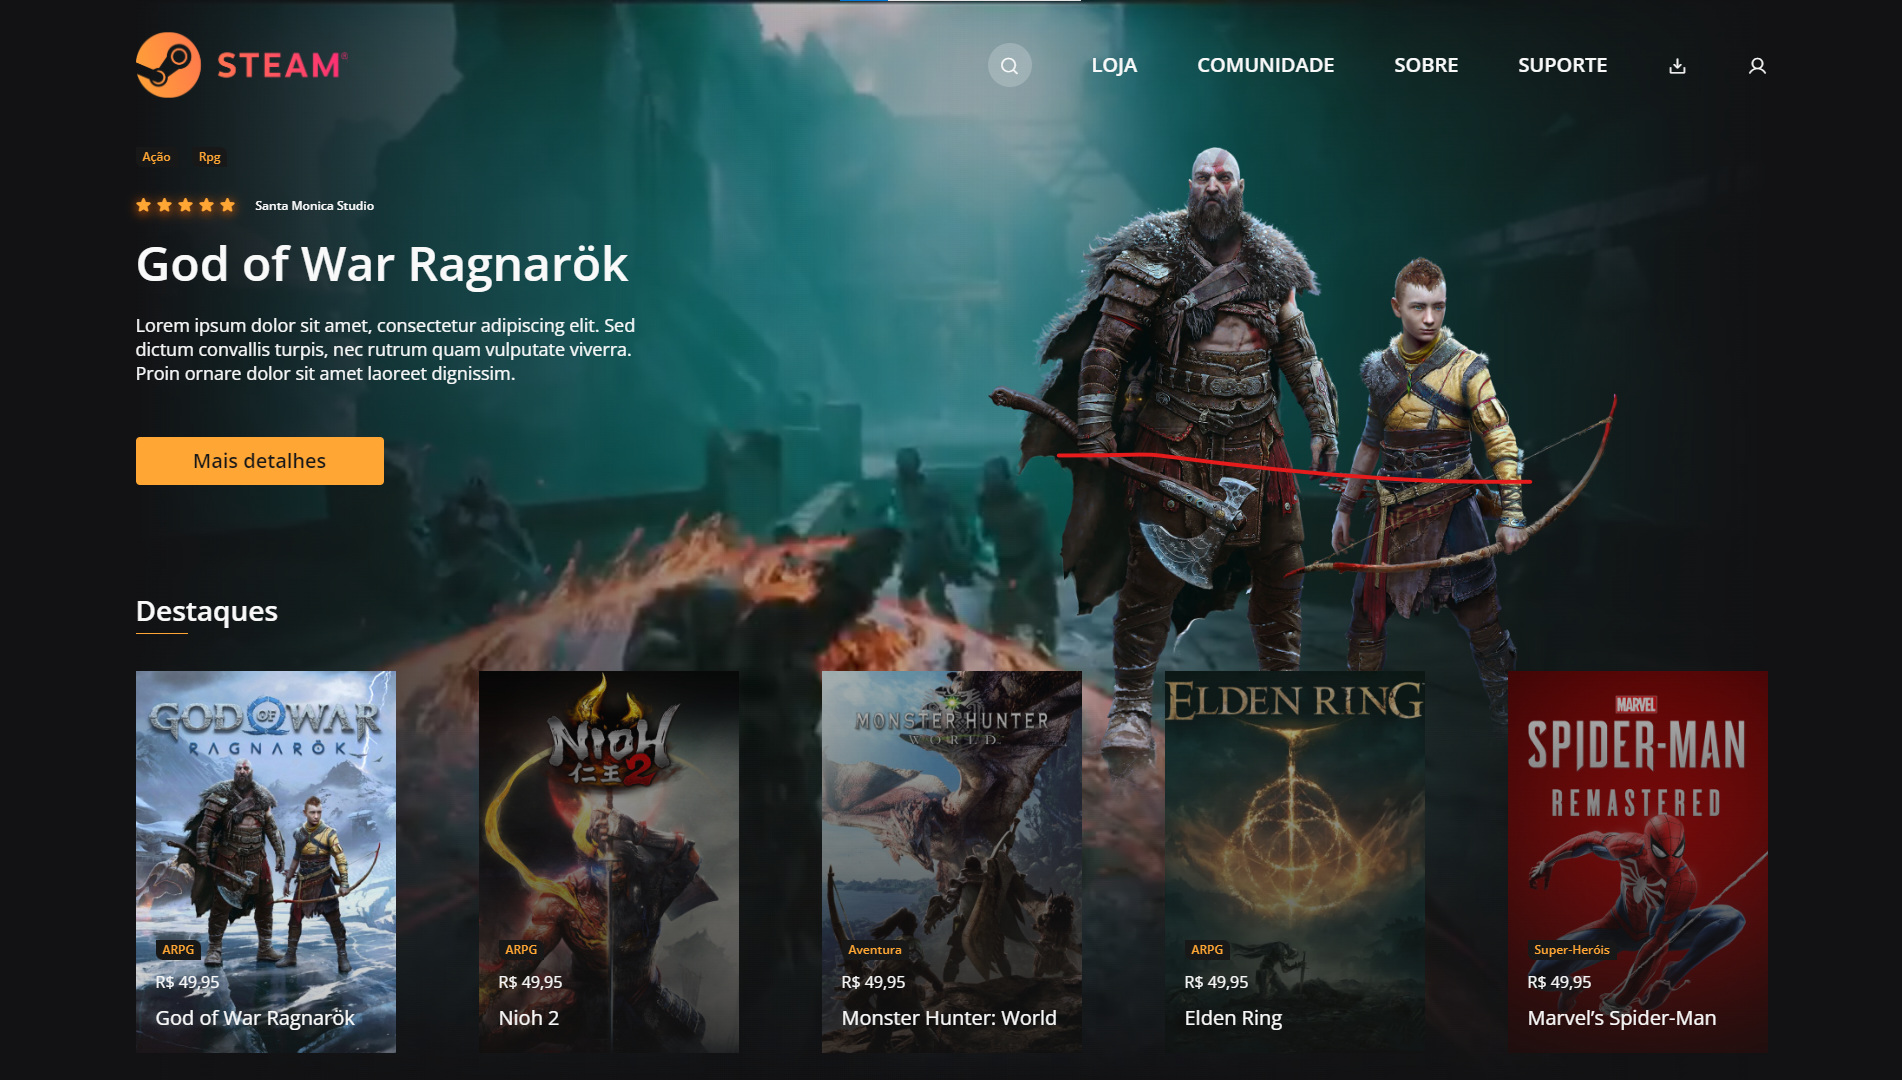 STEAM®
LOJA
COMUNIDADE
SOBRE
SUPORTE
Ação
Rpg
Santa Monica Studio
God of War Ragnarök
Lorem ipsum dolor sit amet, consectetur adipiscing elit. Sed
dictum convallis turpis, nec rutrum quam vulputate viverra.
Proin ornare dolor sit amet laoreet dignissim.
Mais detalhes
Destaques
GOD OF WAR
RAGNARÖK
ARPG
R$ 49,95
God of War Ragnarök
NiOH
仁王2
ARPG
R$ 49,95
Nioh 2
MONSTER HUNTER
WORLD
Aventura
R$ 49,95
Monster Hunter: World
ELDEN RING
ARPG
R$ 49,95
Elden Ring
MARVEL
SPIDER-MAN
REMASTERED
Super-Heróis
R$ 49,95
Marvel’s Spider-Man